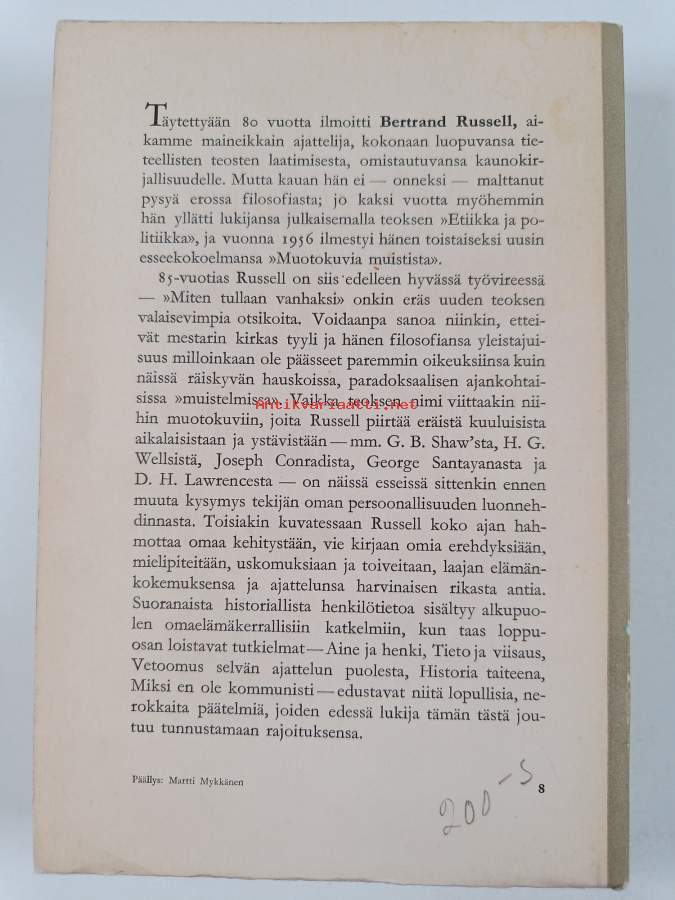 Täytettyään 80 vuotta ilmoitti Bertrand Russell, ai-
kamme maineikkain ajattelija, kokonaan luopuvansa tie-
teellisten teosten laatimisesta, omistautuvansa kaunokir-
jallisuudelle. Mutta kauan hän ei — onneksi — malttanut
pysyä erossa filosofiasta; jo kaksi vuotta myöhemmin
hän yllätti lukijansa julkaisemalla teoksen »Etiikka ja po-
litiikka», ja vuonna 1956 ilmestyi hänen toistaiseksi uusin
esseekokoelmansa »Muotokuvia muistista».
85-vuotias Russell on siis edelleen hyvässä työvireessä
— »Miten tullaan vanhaksi» onkin eräs uuden teoksen
valaisevimpia otsikoita. Voidaanpa sanoa niinkin, ettei-
vät mestarin kirkas tyyli ja hänen filosofiansa yleistajui-
suus milloinkaan ole päässeet paremmin oikeuksiinsa kuin
näissä räiskyvän hauskoissa, paradoksaalisen ajankohtai-
sissa »muistelmissa». Vaikka teoksen nimi viittaakin nii-
Antikvariaatti.net
hin muotokuviin, joita Russell piirtää eräistä kuuluisista
aikalaisistaan ja ystävistään — mm. G. B. Shaw'sta, H. G.
Wellsistä, Joseph Conradista, George Santayanasta ja
D. H. Lawrencesta — on näissä esseissä sittenkin ennen
muuta kysymys tekijän oman persoonallisuuden luonneh-
dinnasta. Toisiakin kuvatessaan Russell koko ajan hah-
mottaa omaa kehitystään, vie kirjaan omia erehdyksiään,
mielipiteitään, uskomuksiaan ja toiveitaan, laajan elämän-
kokemuksensa ja ajattelunsa harvinaisen rikasta antia.
Suoranaista historiallista henkilötietoa sisältyy alkupuo-
len omaelämäkerrallisiin katkelmiin, kun taas loppu-
osan loistavat tutkielmat — Aine ja henki, Tieto ja viisaus,
Vetoomus selvän ajattelun puolesta, Historia taiteena,
Miksi en ole kommunisti — edustavat niitä lopullisia, ne-
rokkaita päätelmiä, joiden edessä lukija tämän tästä jou-
tuu tunnustamaan rajoituksensa.
Päällys: Martti Mykkänen
8
200